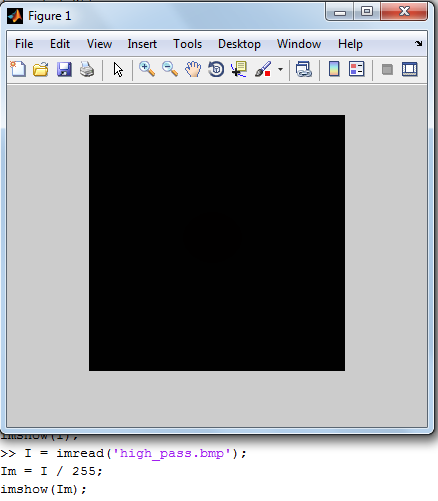 Figure 1
File Edit View Insert Tools Desktop Window Help
imshow(I);
>> I = imread('high_pass.bmp');
Im = I / 255;
imshow(Im);